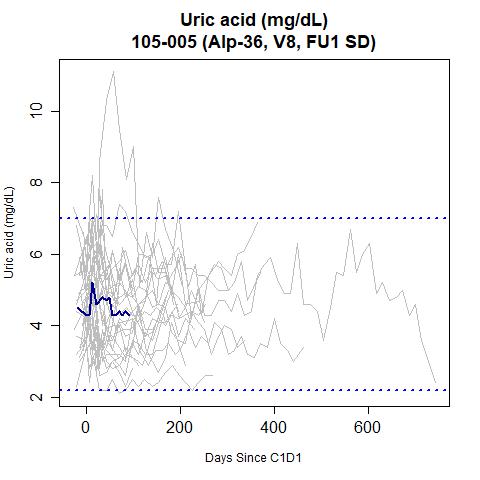 Uric acid (mg/dL)
105-005 (Alp-36, V8, FU1 SD)
Uric acid (mg/dL)
10
8
6
4
2
0
200
400
600
Days Since C1D1